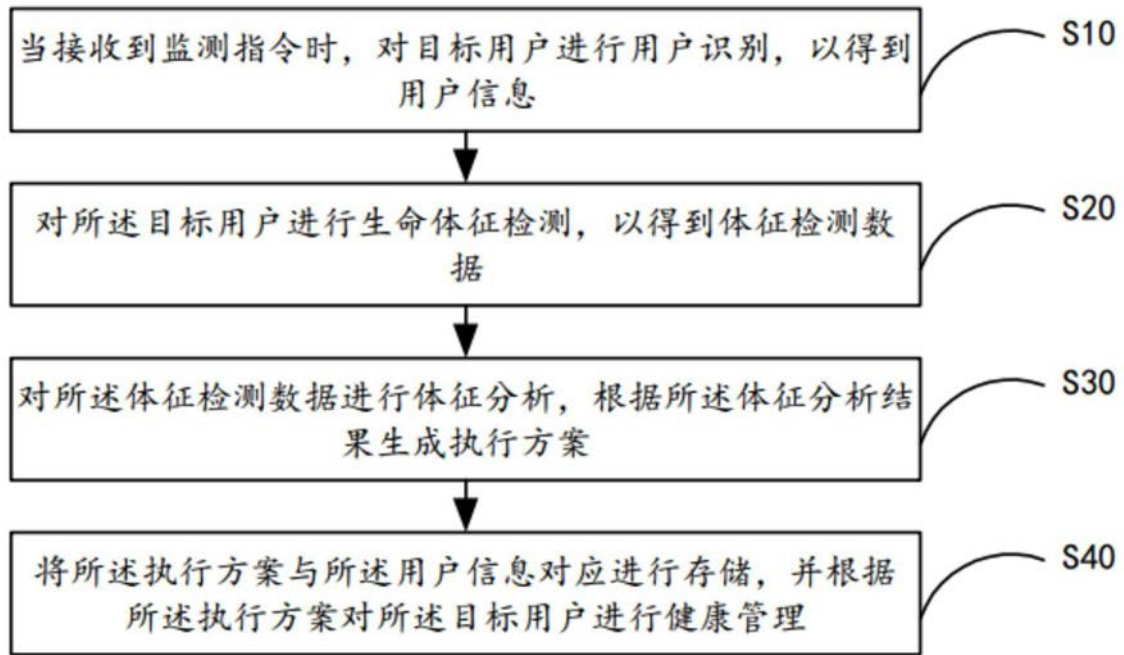 当接收到监测指令时，对目标用户进行用户识别，以得到
用户信息
S10
对所述目标用户进行生命体征检测，以得到体征检测数
据
S20
对所述体征检测数据进行体征分析，根据所述体征分析结
果生成执行方案
S30
将所述执行方案与所述用户信息对应进行存储，并根据
所述执行方案对所述目标用户进行健康管理
S40